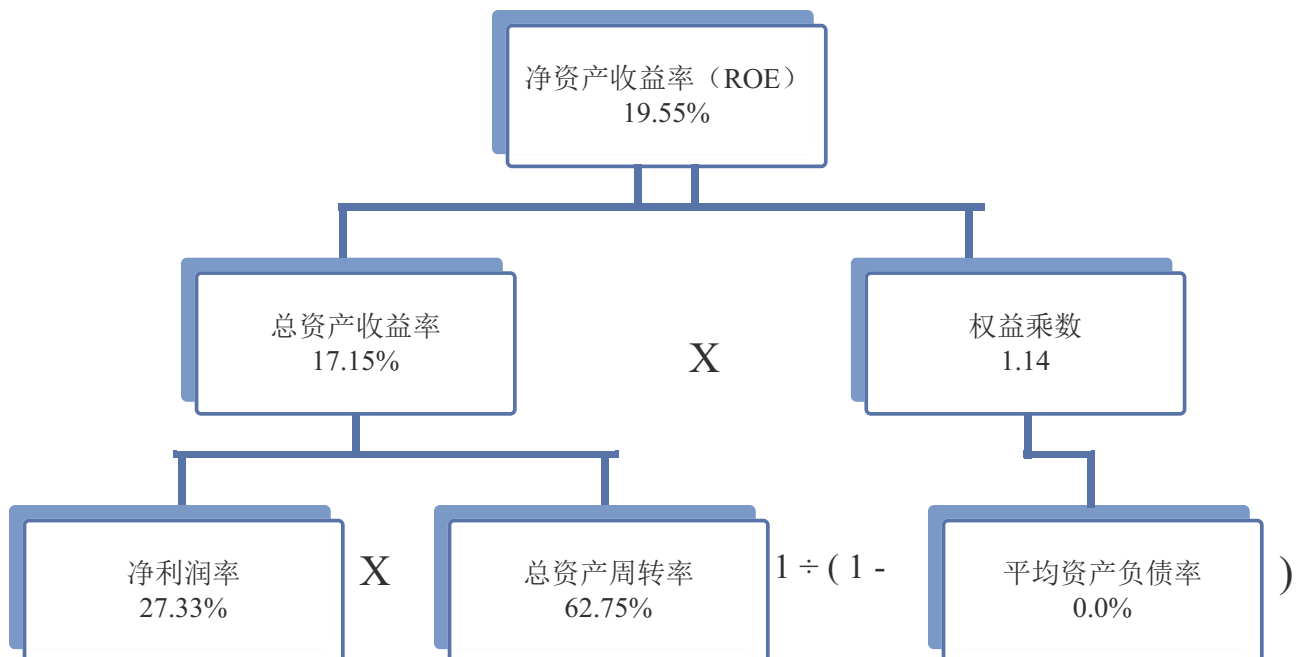 净资产收益率（ROE）
19.55%
总资产收益率
17.15%
X
权益乘数
1.14
净利润率
27.33%
X
总资产周转率
62.75%
1 ÷ ( 1 -
平均资产负债率
0.0%
)